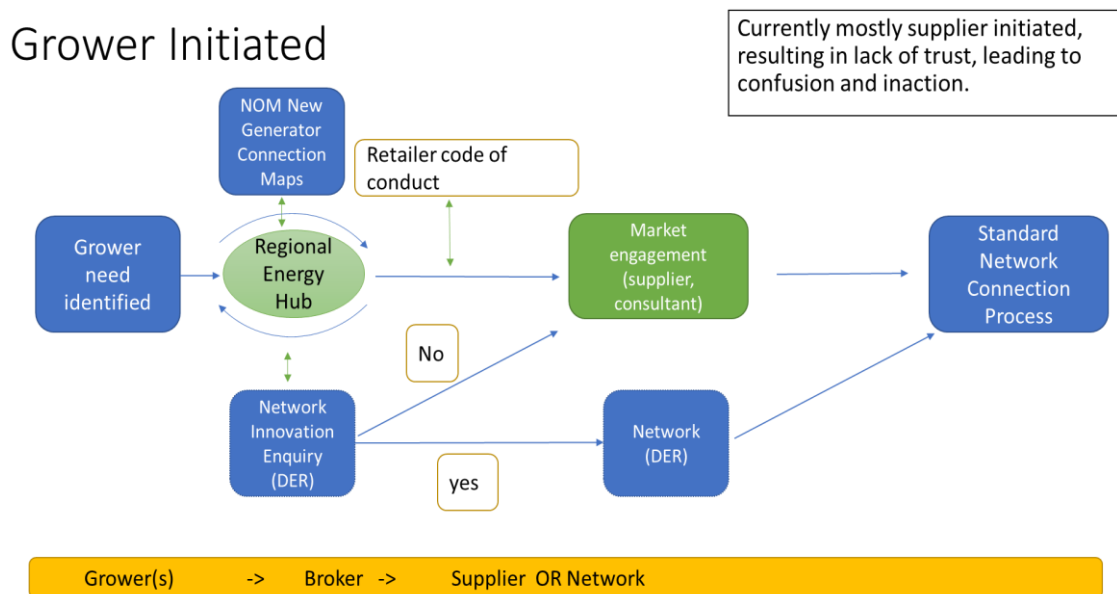 Grower Initiated
Currently mostly supplier initiated,
resulting in lack of trust, leading to
confusion and inaction.
NOM New
Generator
Connection
Maps
Retailer code of
conduct
Grower
need
identified
Regional
Energy
Hub
Market
engagement
(supplier,
consultant)
Standard
Network
Connection
Process
No
Network
Innovation
Enquiry
(DER)
yes
Network
(DER)
Grower(s) -> Broker -> Supplier OR Network